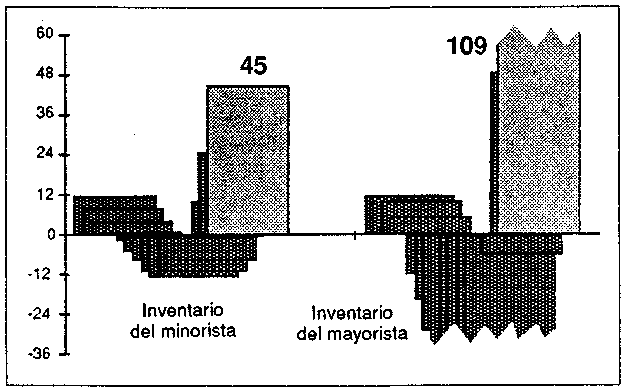 60
48
36
24
12
0
-12
-24
-36
45
109
Inventario
del minorista
Inventario
del mayorista